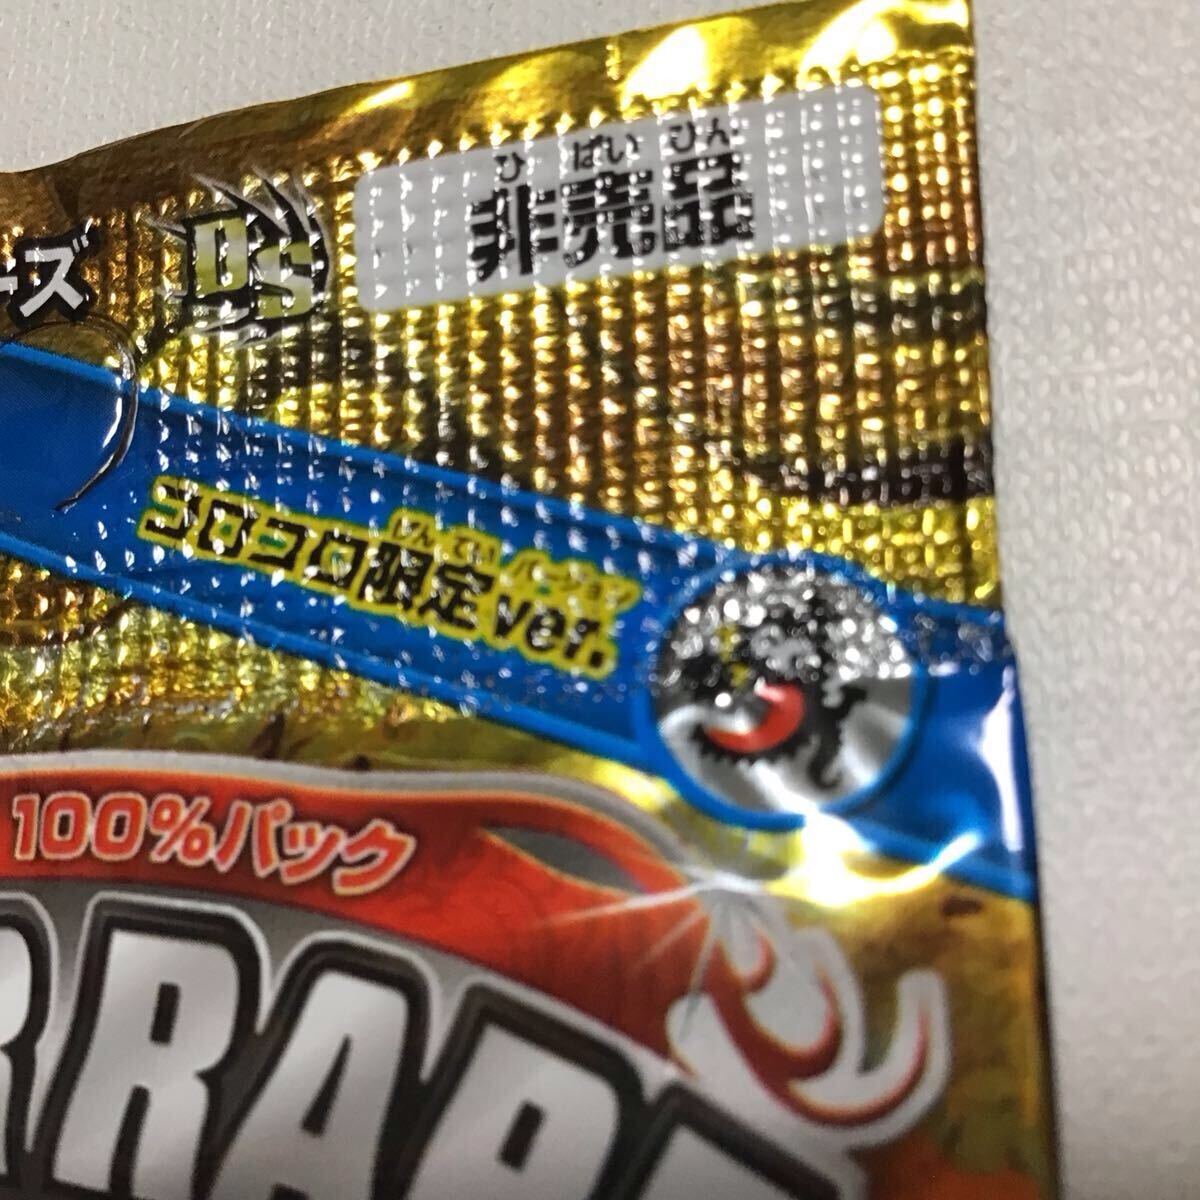 ひ ばい ひん
非売品
ーズ
DS
げん てい バージョン
コロコロ限定ver.
100%パック
R RARE